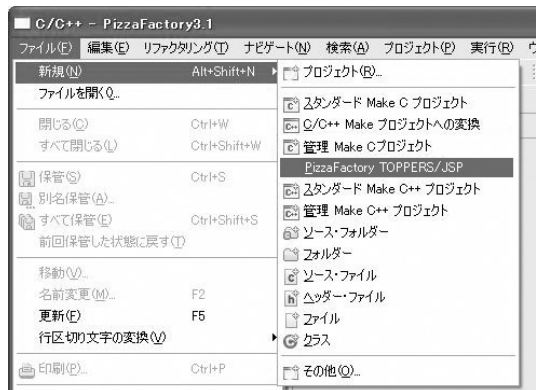 C/C++ - PizzaFactory3.1
ファイル(F) 編集(E) リファクタリング(T) ナビゲート(N) 検索(A) プロジェクト(P) 実行(R)
新規(N) Alt+Shift+N
ファイルを開く(.)...
閉じる(C) Ctrl+W
すべて閉じる(L) Ctrl+Shift+W
保管(S) Ctrl+S
別名保管(A)...
すべて保管(E) Ctrl+Shift+S
前回保管した状態に戻す(T)
移動(V)...
名前変更(M)... F2
更新(F) F5
行区切り文字の変換(V)
印刷(P)... Ctrl+P
プロジェクト(R)...
スタンダード Make C プロジェクト
C/C++ Make プロジェクトへの変換
管理 Make Cプロジェクト
PizzaFactory TOPPERS/JSP
スタンダード Make C++ プロジェクト
管理 Make C++ プロジェクト
ソース・フォルダー
フォルダー
ソース・ファイル
ヘッダー・ファイル
ファイル
クラス
その他(O)...